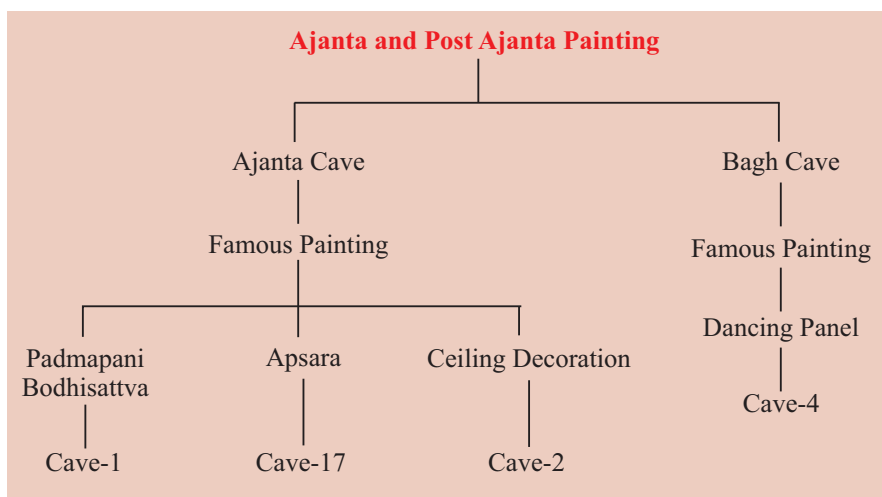 Ajanta and Post Ajanta Painting
Ajanta Cave
Bagh Cave
Famous Painting
Famous Painting
Dancing Panel
Padmapani
Bodhisattva
Apsara
Ceiling Decoration
Cave-4
Cave-1
Cave-17
Cave-2